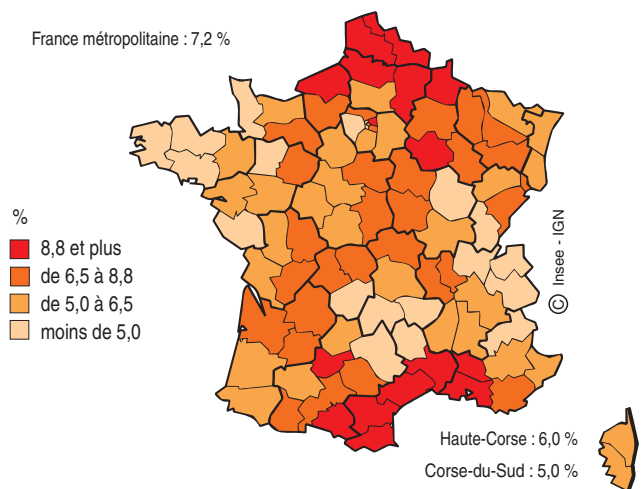 France métropolitaine : 7,2 %
%
8,8 et plus
de 6,5 à 8,8
de 5,0 à 6,5
moins de 5,0
© Insee - IGN
Haute-Corse : 6,0 %
Corse-du-Sud : 5,0 %